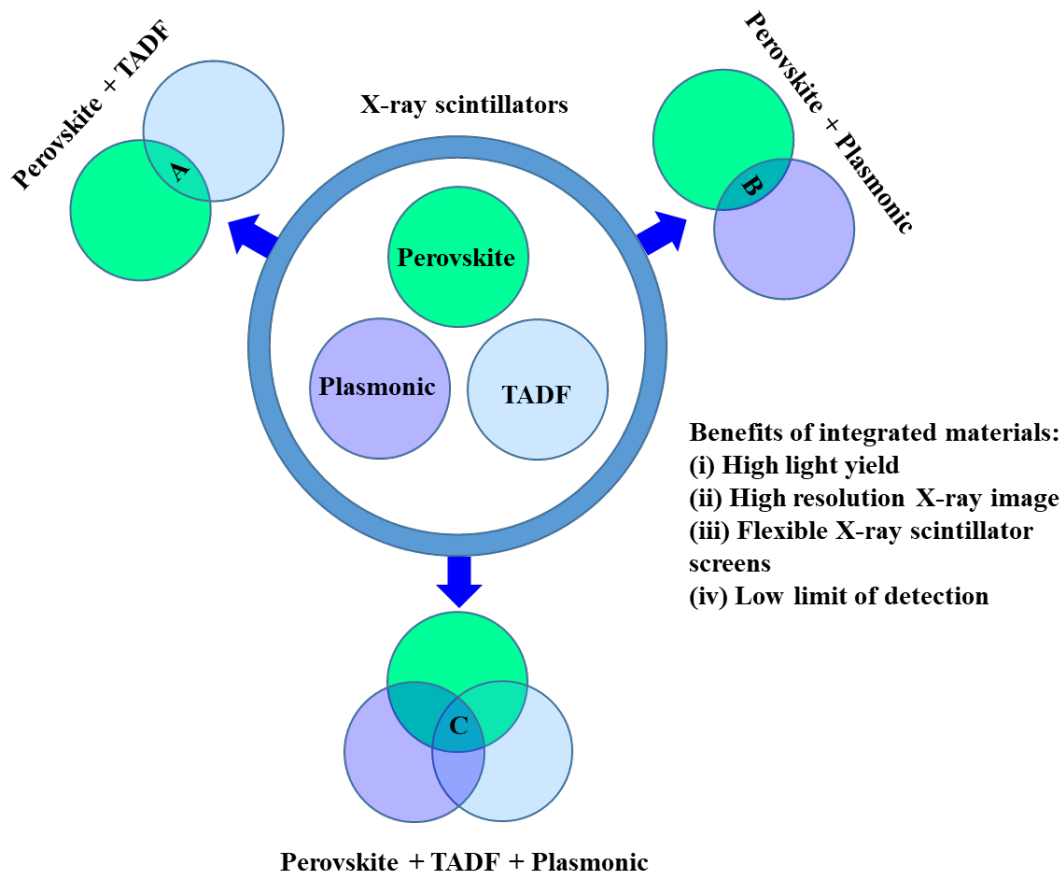 Perovskite + TADF
A
X-ray scintillators
Perovskite + Plasmonic
B
Perovskite
Plasmonic
TADF
Benefits of integrated materials:
(i) High light yield
(ii) High resolution X-ray image
(iii) Flexible X-ray scintillator
screens
(iv) Low limit of detection
C
Perovskite + TADF + Plasmonic